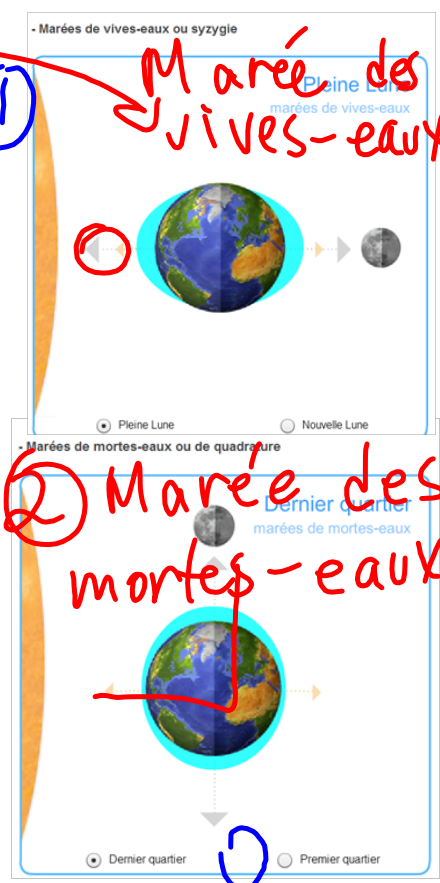 - Marées de vives-eaux ou syzygie
1
Marée des
Pleine Lune
marées de vives-eaux
vives-eaux
Pleine Lune
Nouvelle Lune
- Marées de mortes-eaux ou de quadrature
2 Marée des
Dernier quartier
marées de mortes-eaux
mortes-eaux
Dernier quartier
Premier quartier